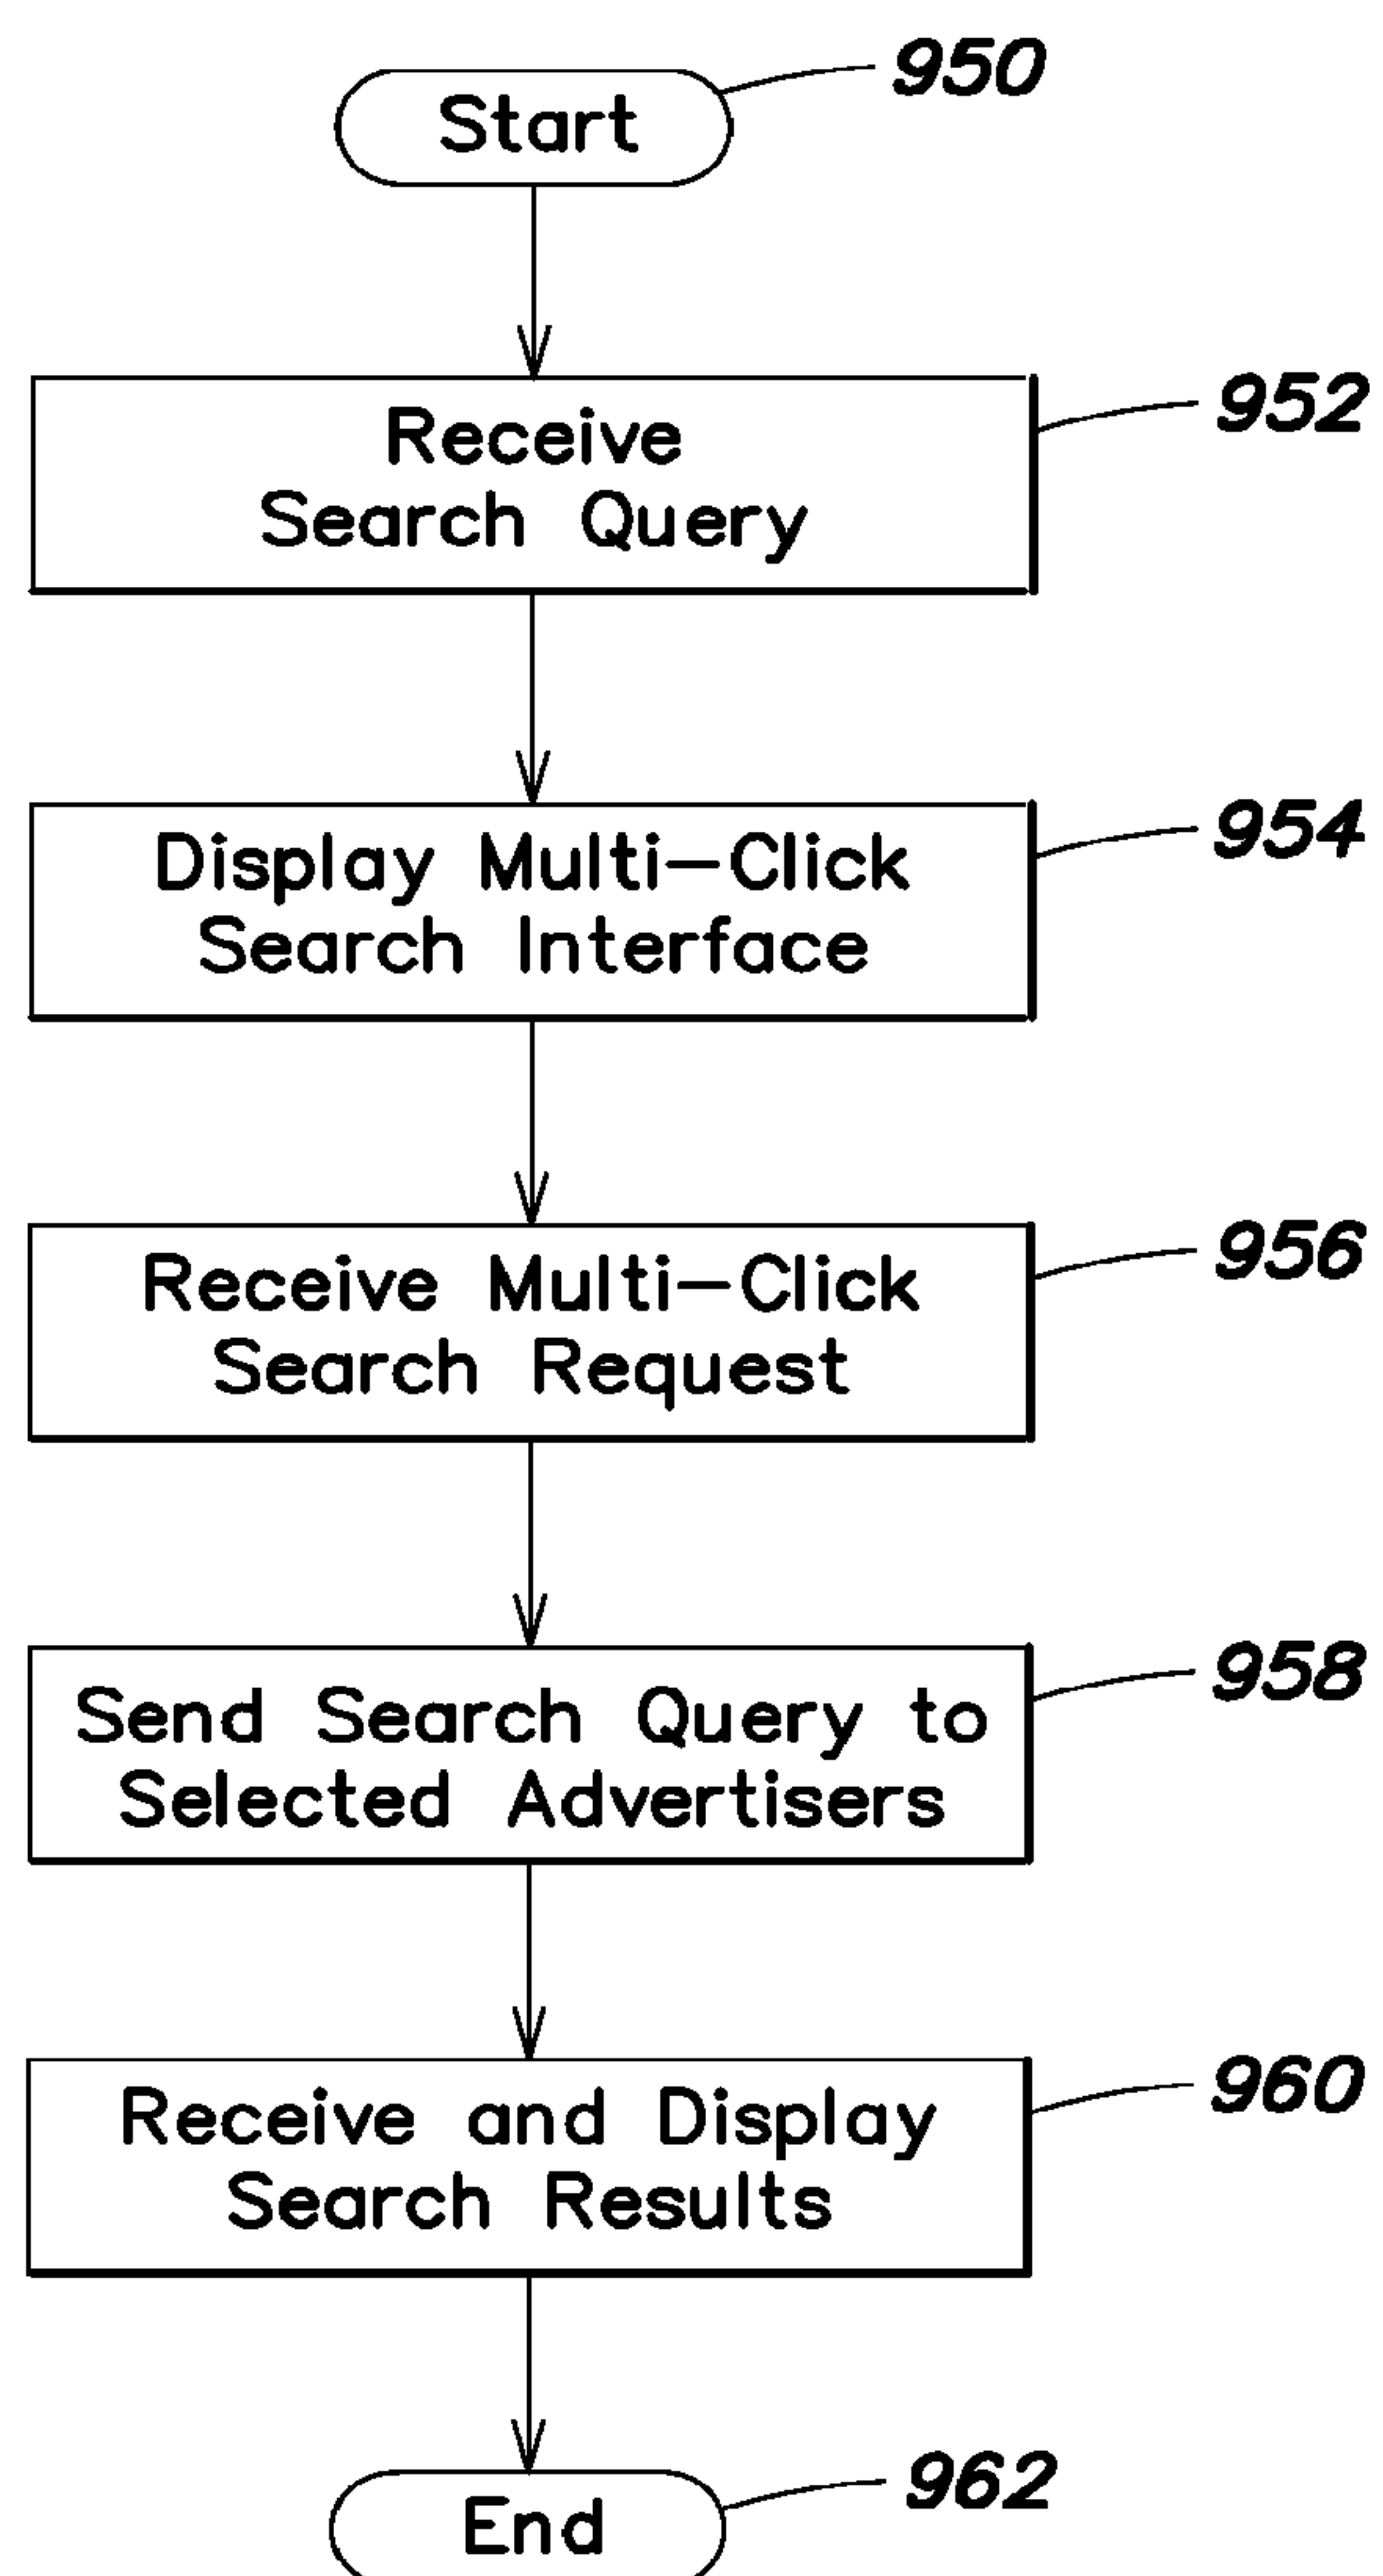 Start
950
Receive
Search Query
952
Display Multi-Click
Search Interface
954
Receive Multi-Click
Search Request
956
Send Search Query to
Selected Advertisers
958
Receive and Display
Search Results
960
End
962